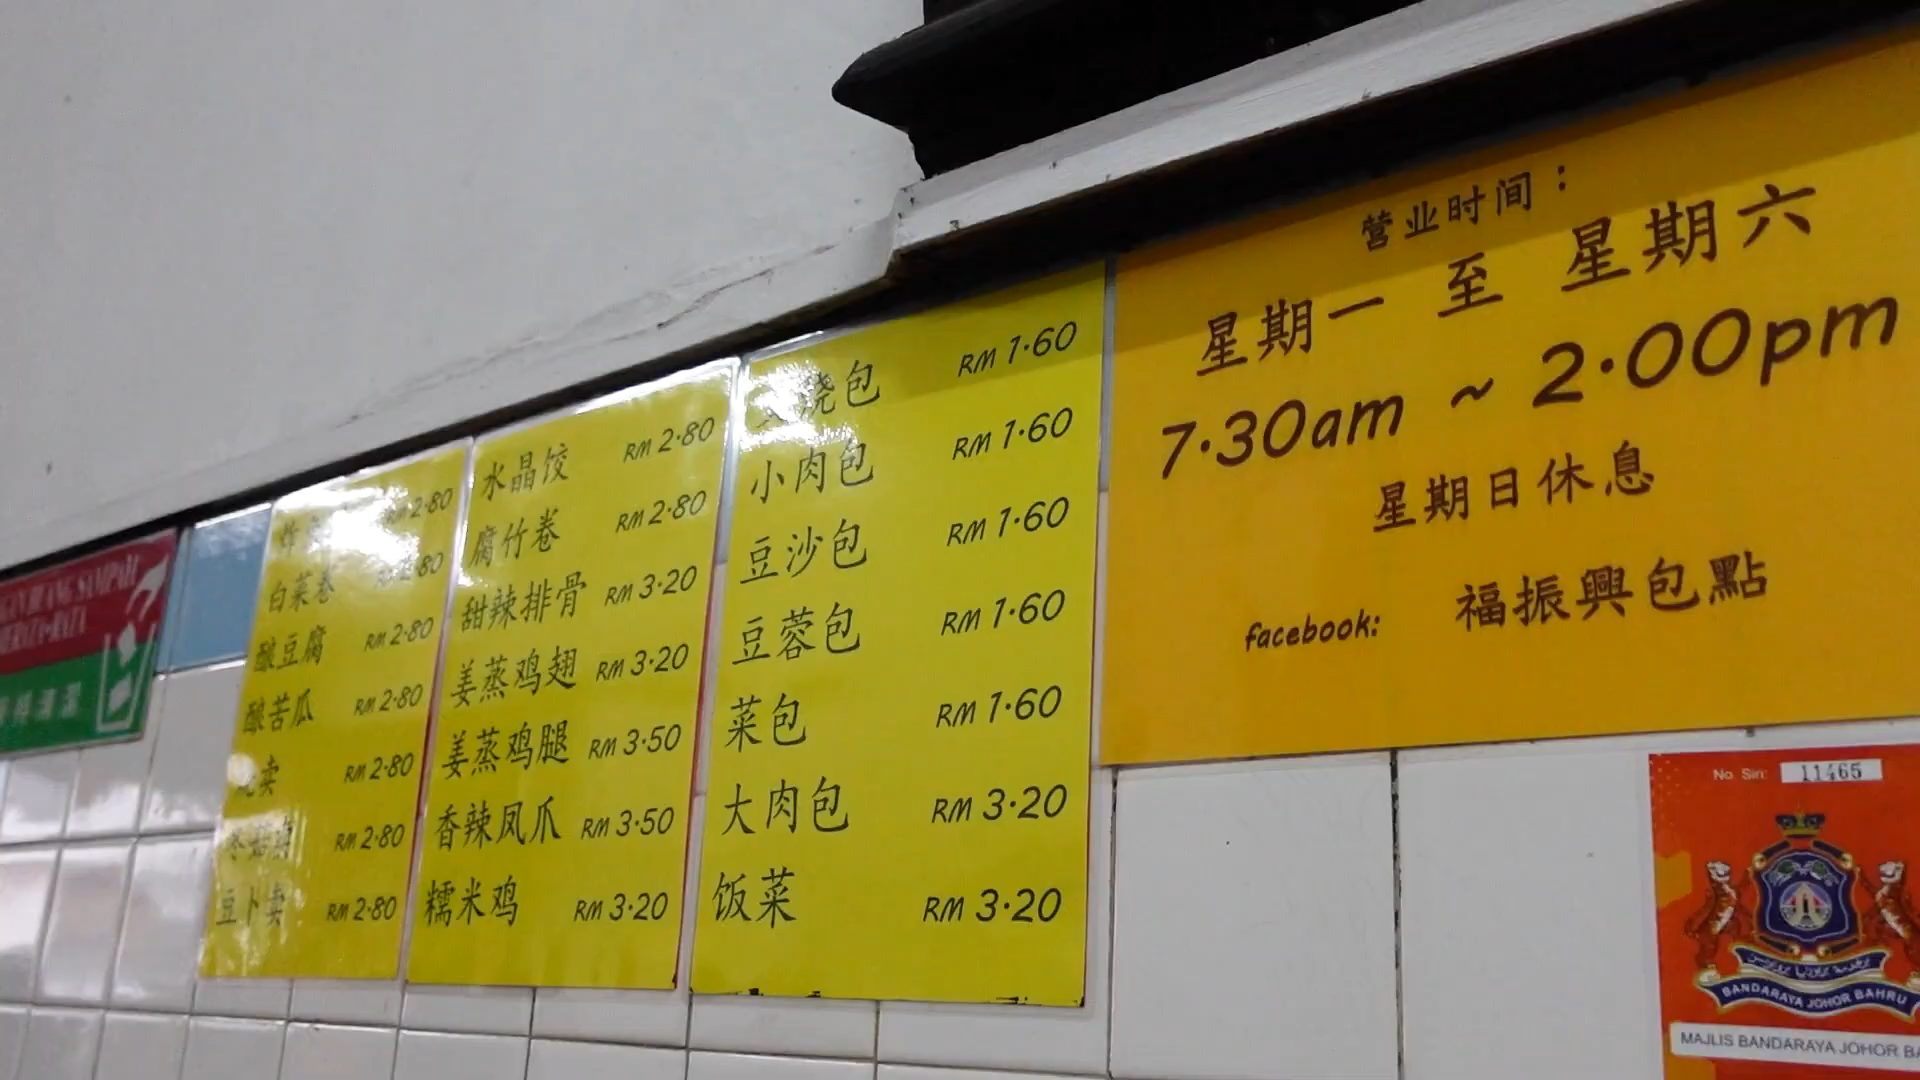 白菜卷 RM 2.80
酿豆腐 RM 2.80
酿苦瓜 RM 2.80
卖 RM 2.80
RM 2.80
豆卜卖 RM 2.80
水晶饺 RM 2.80
腐竹卷 RM 2.80
甜辣排骨 RM 3.20
姜蒸鸡翅 RM 3.20
姜蒸鸡腿 RM 3.50
香辣凤爪 RM 3.50
糯米鸡 RM 3.20
烧包 RM 1.60
小肉包 RM 1.60
豆沙包 RM 1.60
豆蓉包 RM 1.60
菜包 RM 1.60
大肉包 RM 3.20
饭菜 RM 3.20
营业时间：
星期一 至 星期六
7.30am ~ 2.00pm
星期日休息
facebook: 福振興包點
No Siri: 11465
BANDARAYA JOHOR BAHRU
MAJLIS BANDARAYA JOHOR BA